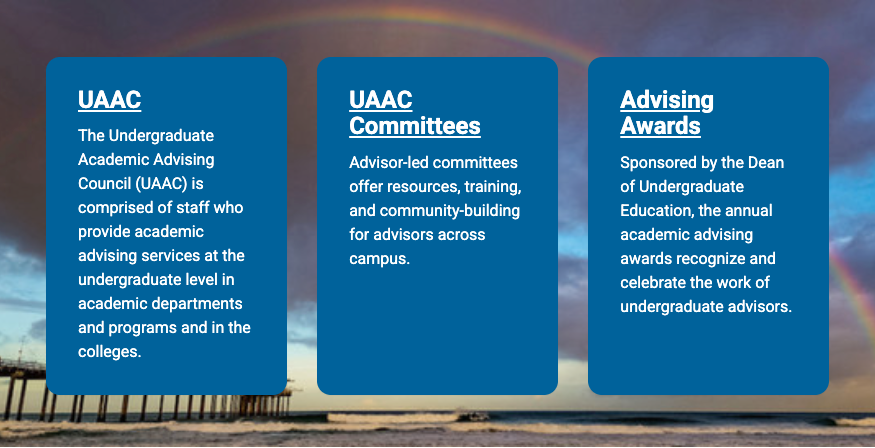 UAAC
The Undergraduate
Academic Advising
Council (UAAC) is
comprised of staff who
provide academic
advising services at the
undergraduate level in
academic departments
and programs and in the
colleges.
UAAC
Committees
Advisor-led committees
offer resources, training,
and community-building
for advisors across
campus.
Advising
Awards
Sponsored by the Dean
of Undergraduate
Education, the annual
academic advising
awards recognize and
celebrate the work of
undergraduate advisors.